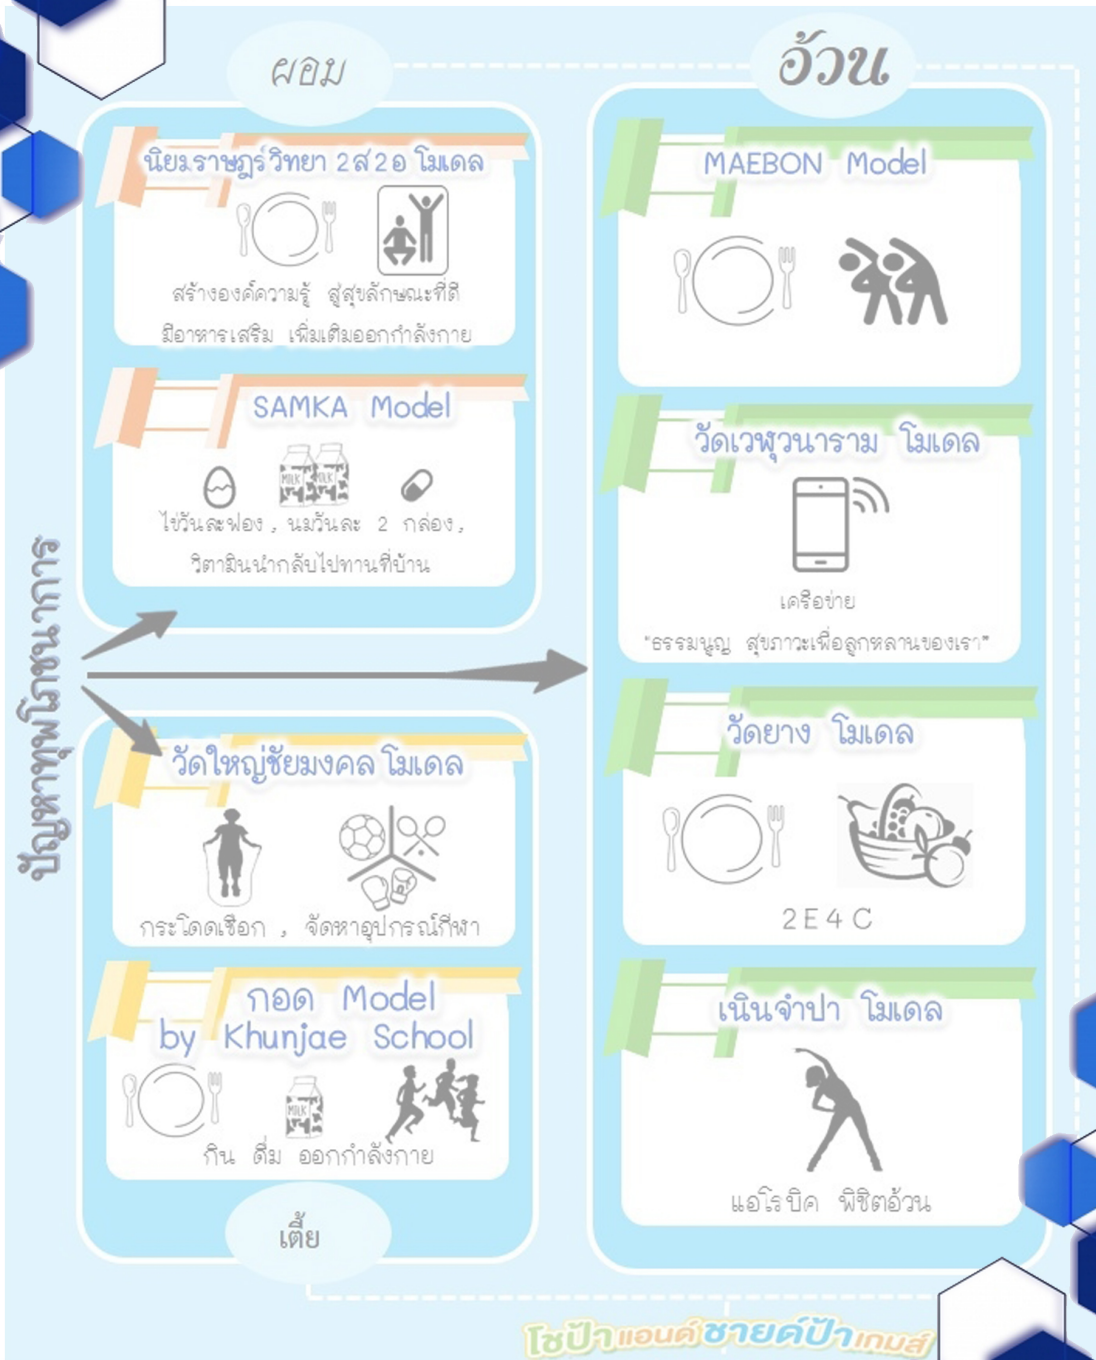 ปัญหาทุพโภชนาการ
ผอม
นิยมราษฎร์วิทยา 2ส2อ โมเดล
สร้างองค์ความรู้ สู่สุขลักษณะที่ดี
มีอาหารเสริม เพิ่มเติมออกกำลังกาย
SAMKA Model
MILK MILK
ไข่วันละฟอง, นมวันละ 2 กล่อง,
วิตามินนำกลับไปทานที่บ้าน
วัดใหญ่ชัยมงคล โมเดล
กระโดดเชือก , จัดหาอุปกรณ์กีฬา
กอด Model
by Khunjae School
MILK
กิน ดื่ม ออกกำลังกาย
เตี้ย
อ้วน
MAEBON Model
วัดเวฬุวนาราม โมเดล
เครือข่าย
"ธรรมนูญ สุขภาวะเพื่อลูกหลานของเรา"
วัดยาง โมเดล
2E4C
เนินจำปา โมเดล
แอโรบิค พิชิตอ้วน
โชป้าแอนด์ชายด์ป้าเกมส์